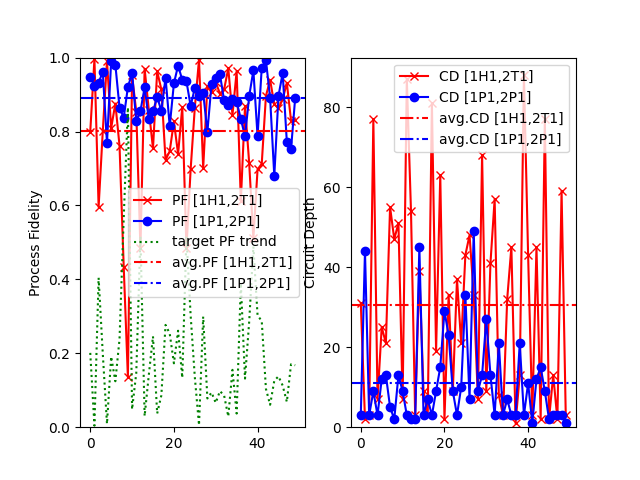 1.0
0.8
0.6
0.4
0.2
0.0
Process Fidelity
0
20
40
PF [1H1,2T1]
PF [1P1,2P1]
target PF trend
avg.PF [1H1,2T1]
avg.PF [1P1,2P1]
80
60
40
20
0
Circuit Depth
0
20
40
CD [1H1,2T1]
CD [1P1,2P1]
avg.CD [1H1,2T1]
avg.CD [1P1,2P1]